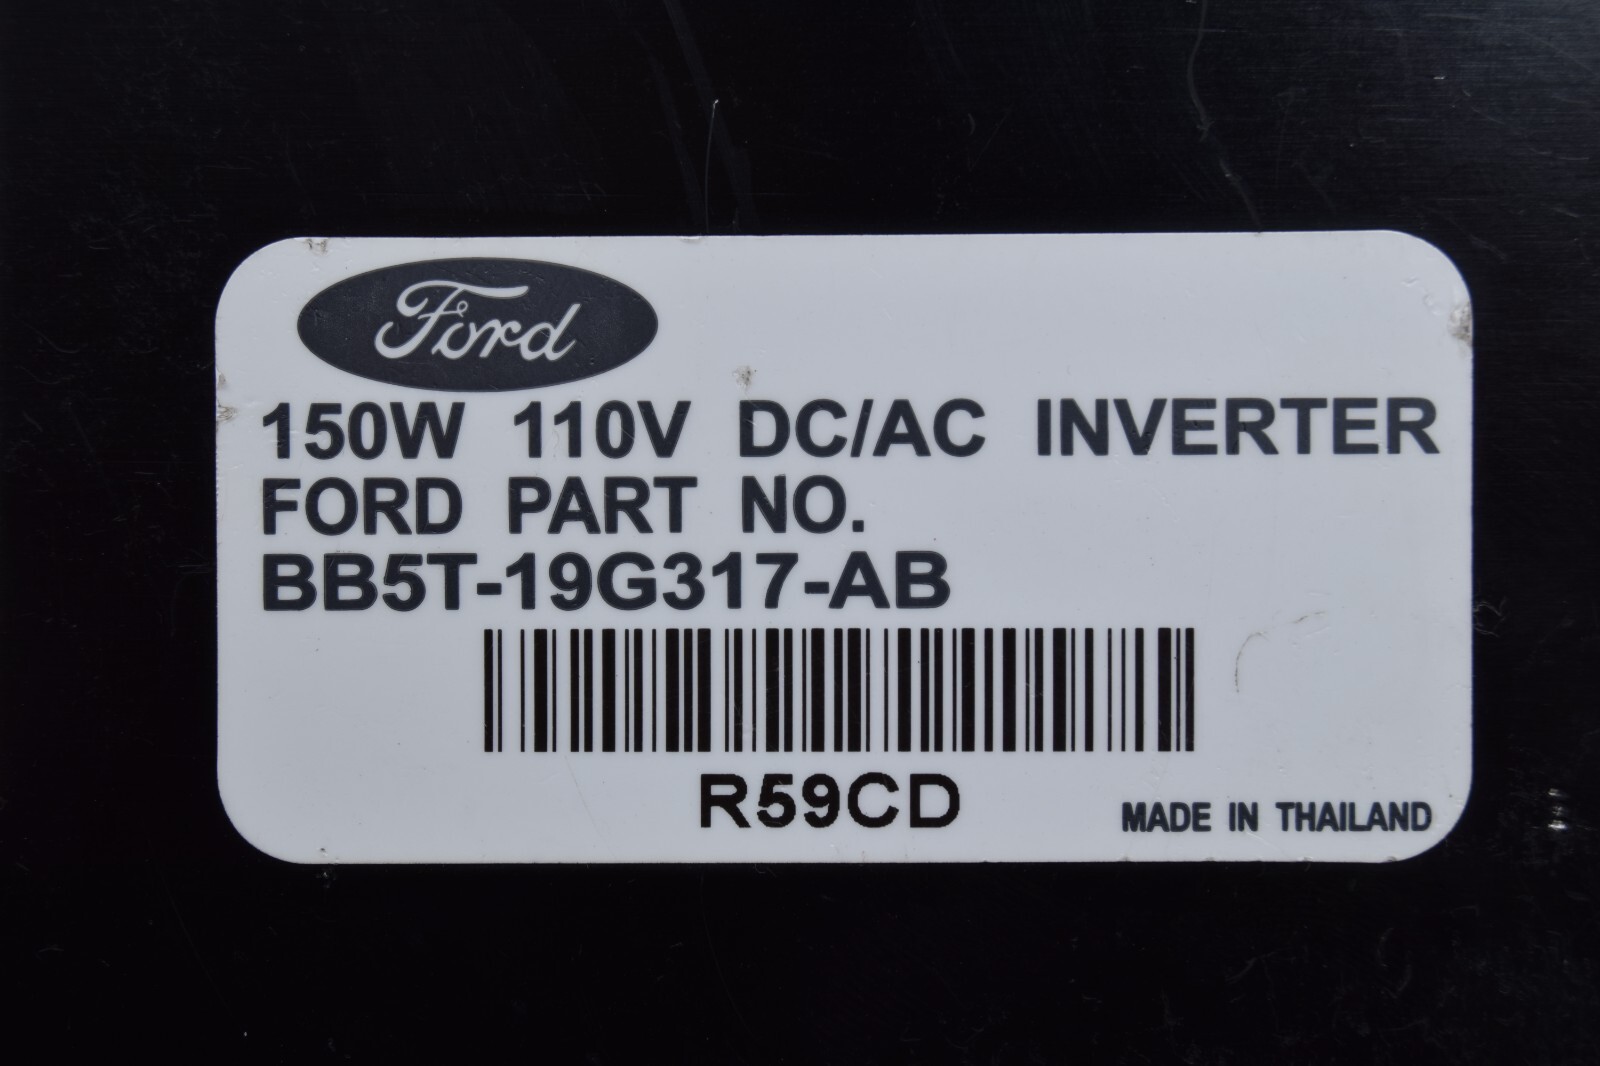 Ford
150W 110V DC/AC INVERTER
FORD PART NO.
BB5T-19G317-AB
R59CD
MADE IN THAILAND